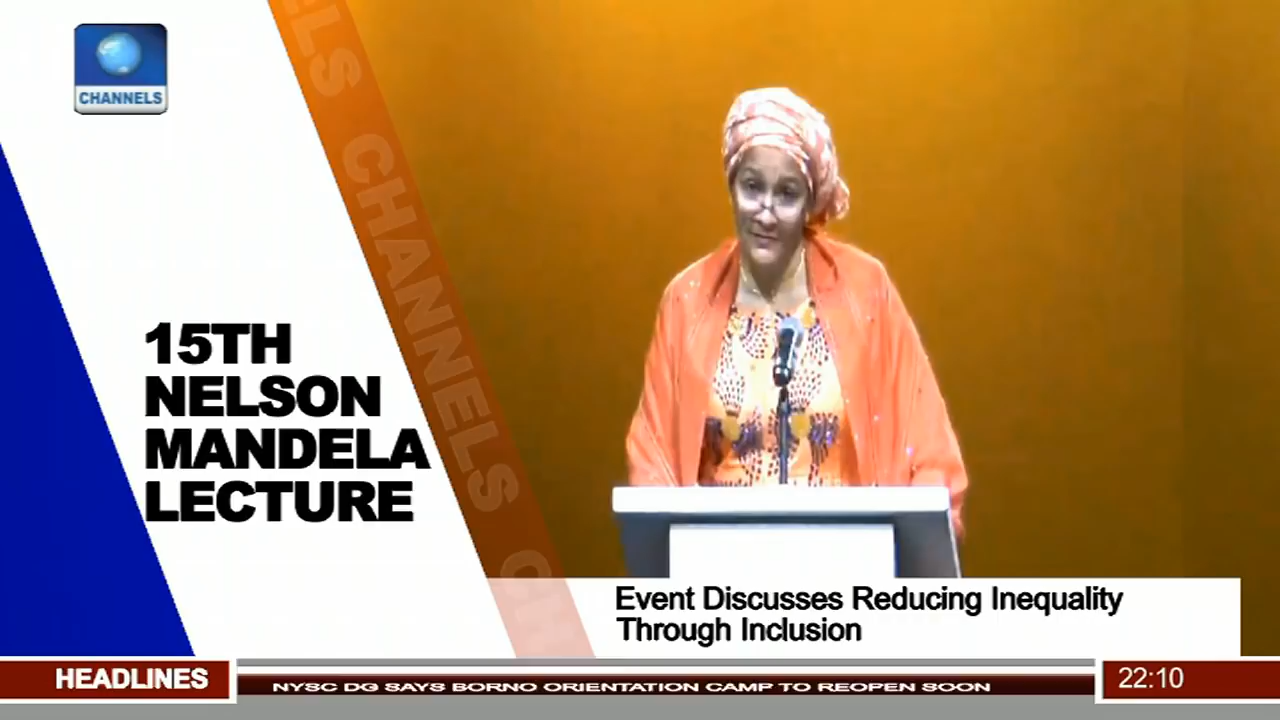 CHANNELS
CHANNELS
15TH
NELSON
MANDELA
LECTURE
Event Discusses Reducing Inequality
Through Inclusion
HEADLINES
NYSC DG SAYS BORNO ORIENTATION CAMP TO REOPEN SOON
22:10